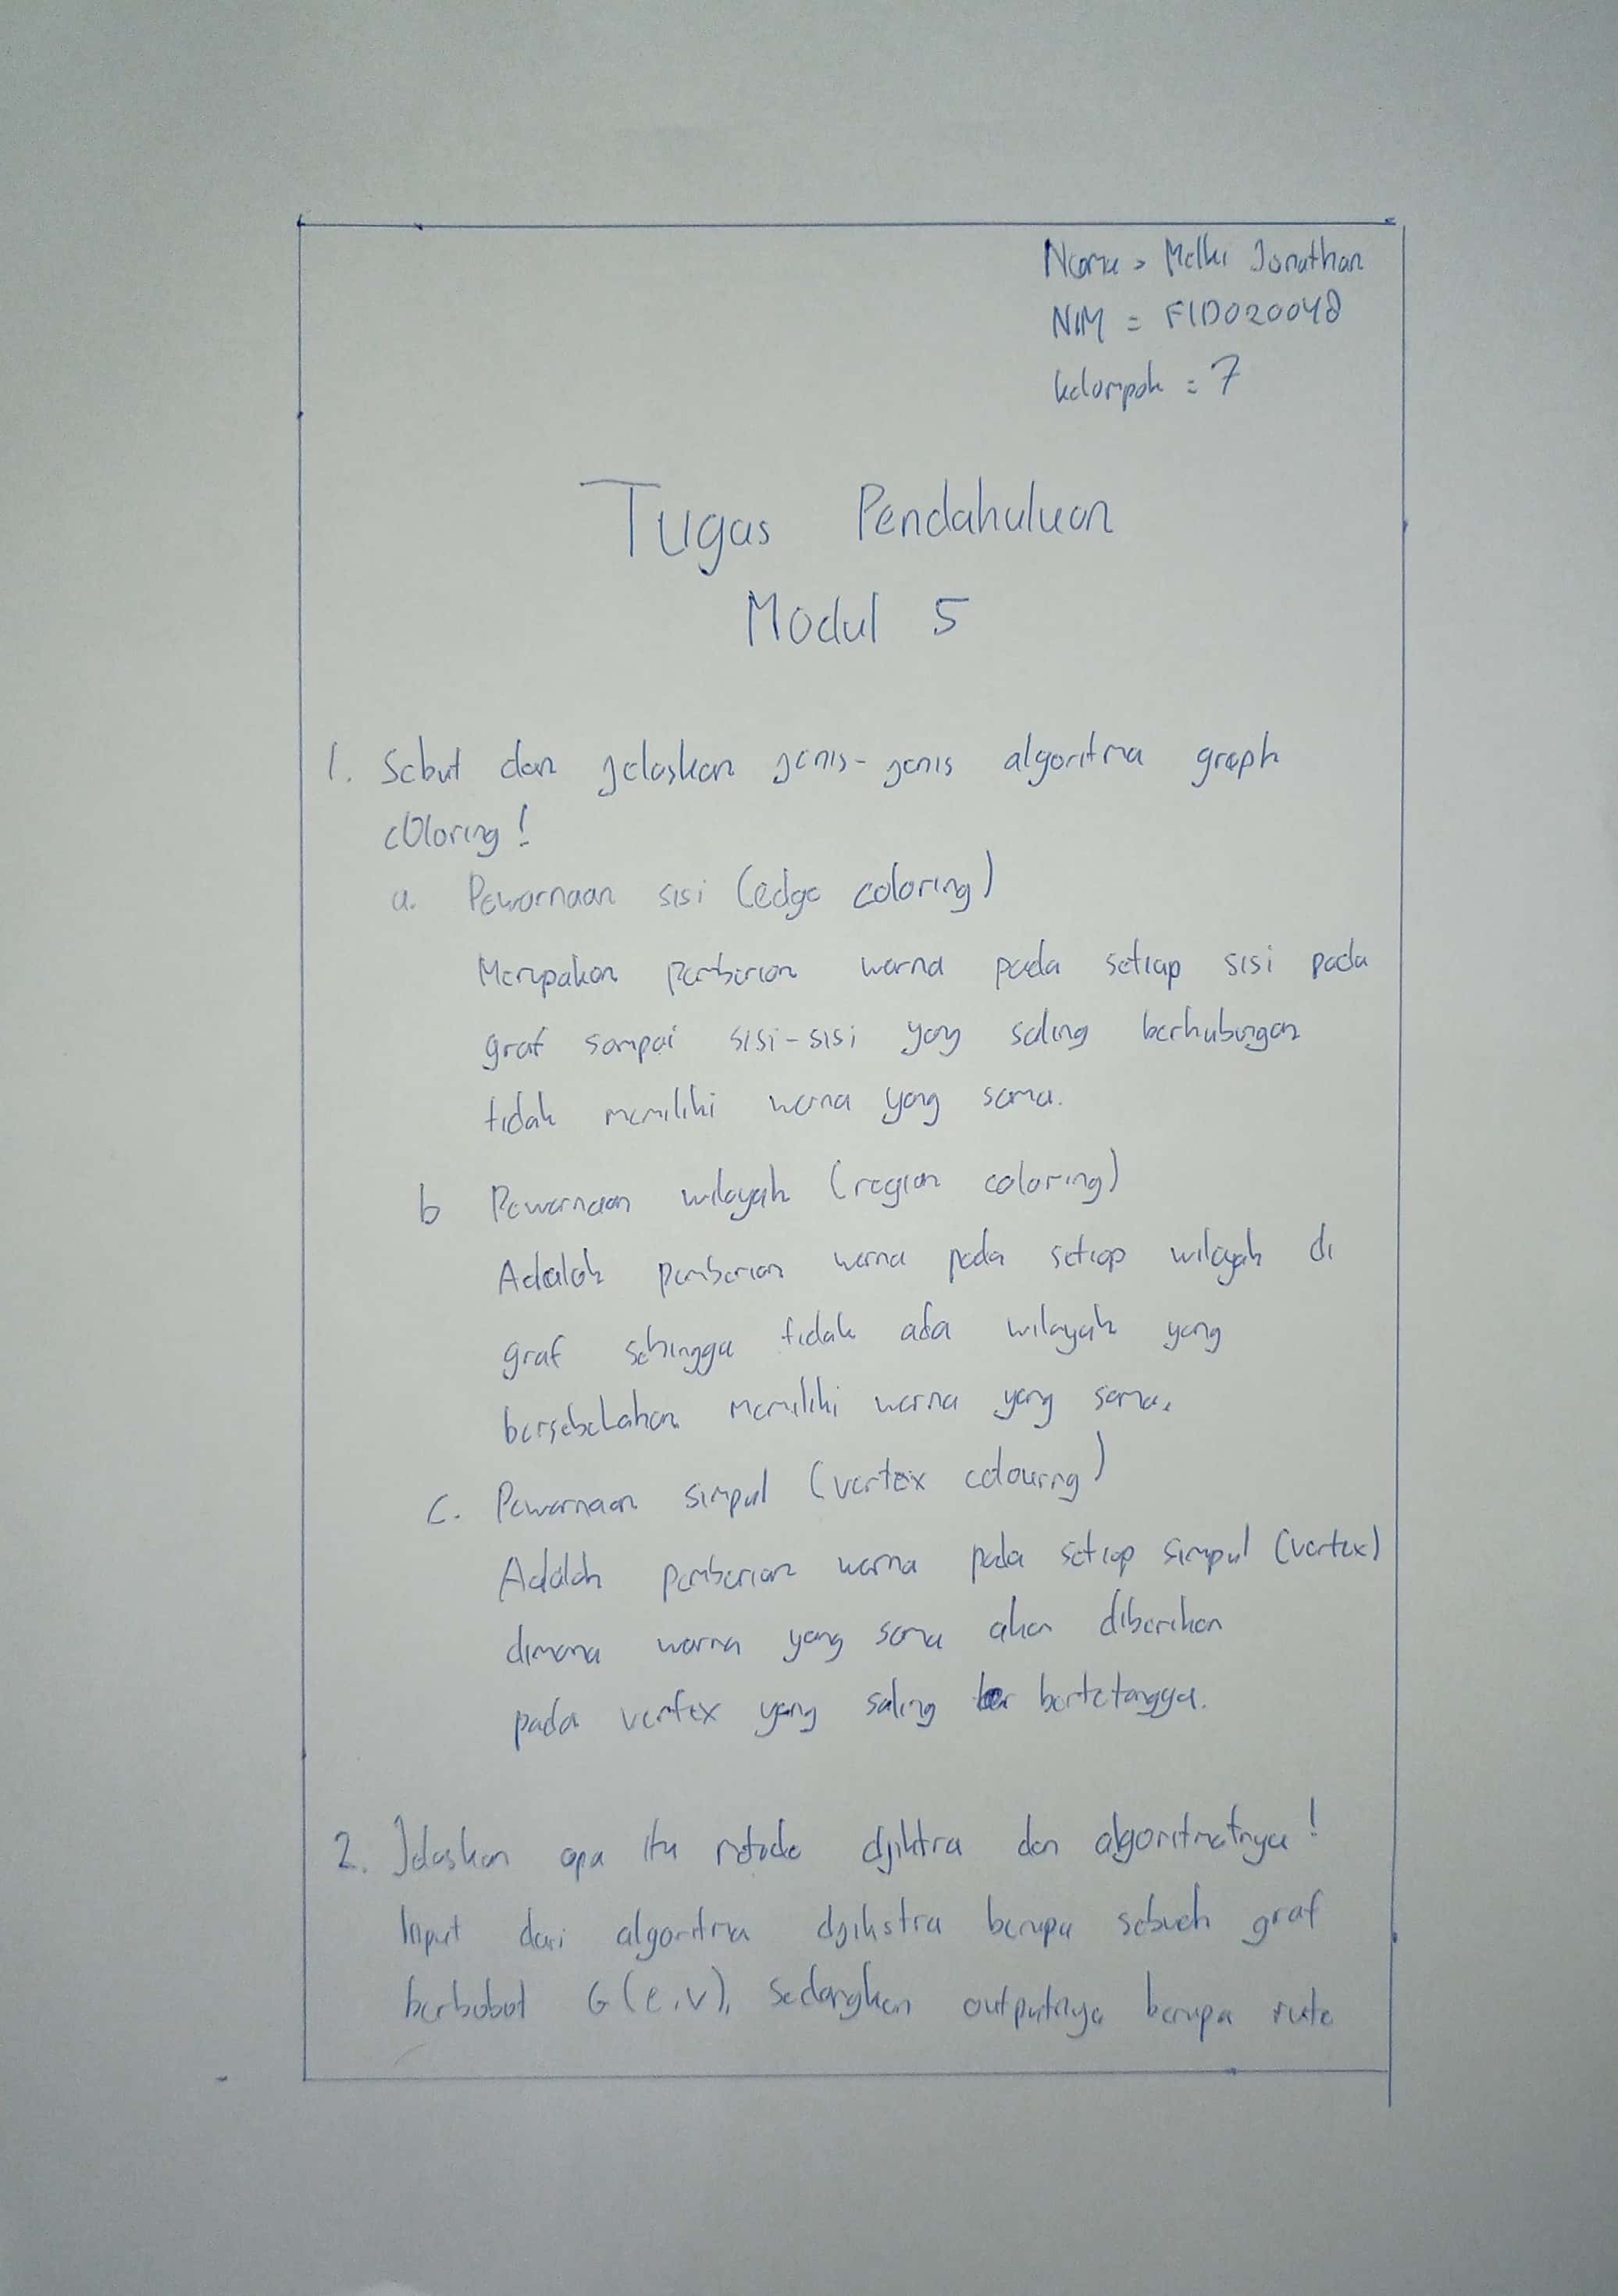 Nama > Melki Jonathan
NIM = F1D020048
kelompok = 7
Tugas Pendahuluan
Modul 5
1. Sebut dan jelaskan jenis-jenis algoritma graph
coloring!
a. Pewarnaan sisi (edge coloring)
Merupakan pemberian warna pada setiap sisi pada
graf sampai sisi-sisi yang saling berhubungan
tidak memiliki warna yang sama.
b Pewarnaan wilayah (region coloring)
Adalah pemberian warna pada setiap wilayah di
graf sehingga tidak ada wilayah yang
bersebelahan memiliki warna yang sama.
c. Pewarnaan simpul (vertex colouring)
Adalah pemberian warna pada setiap simpul (vertex)
dimana warna yang sama akan diberikan
pada vertex yang saling bertetangga.
2. Jelaskan apa itu metode djiktra dan algoritmatnya!
Input dari algoritma djikstra berupa sebuah graf
berbobot G(e,v), sedangkan outputnya berupa rute